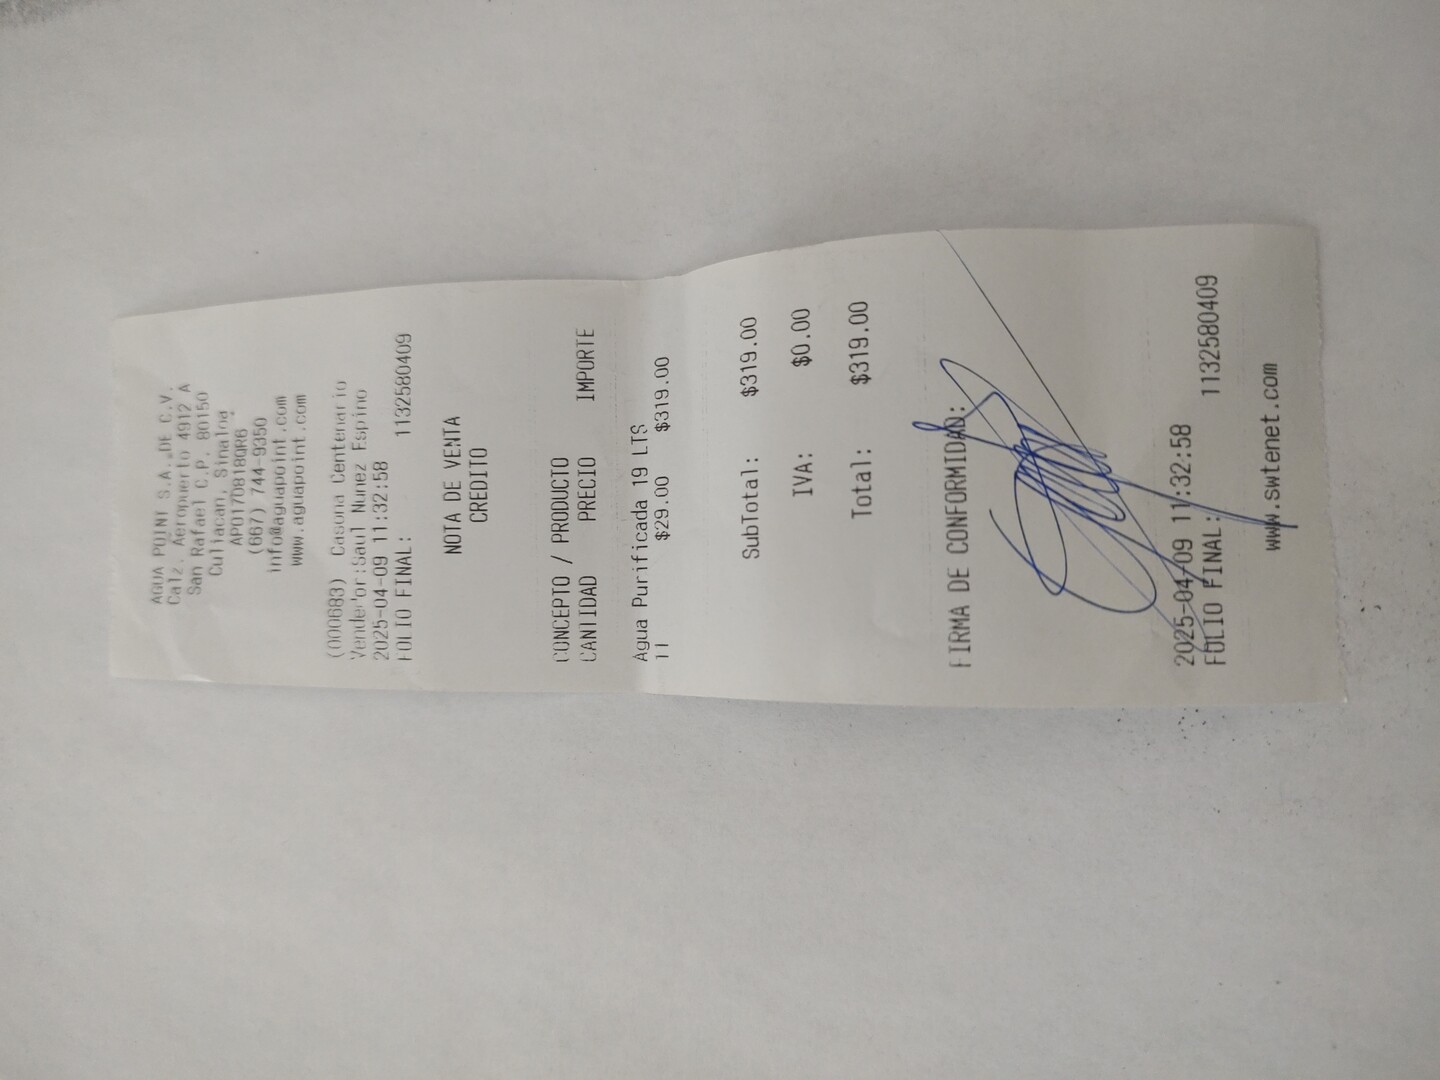 AGUA POINT S.A. DE C.V.
Calz. Aeropuerto 4912 A
San Rafael C.P. 80150
Culiacan, Sinaloa
APO170818QR6
(667) 744-9350
info@aguapoint.com
www.aguapoint.com
(000683) Casona Centenario
Vendedor:Saul Nunez Espino
2025-04-09 11:32:58
FOLIO FINAL: 1132580409
NOTA DE VENTA
CREDITO
CONCEPTO / PRODUCTO
CANTIDAD PRECIO IMPORTE
Agua Purificada 19 LTS
11 $29.00 $319.00
SubTotal: $319.00
IVA: $0.00
Total: $319.00
FIRMA DE CONFORMIDAD:
2025-04-09 11:32:58
FOLIO FINAL: 1132580409
www.swtenet.com